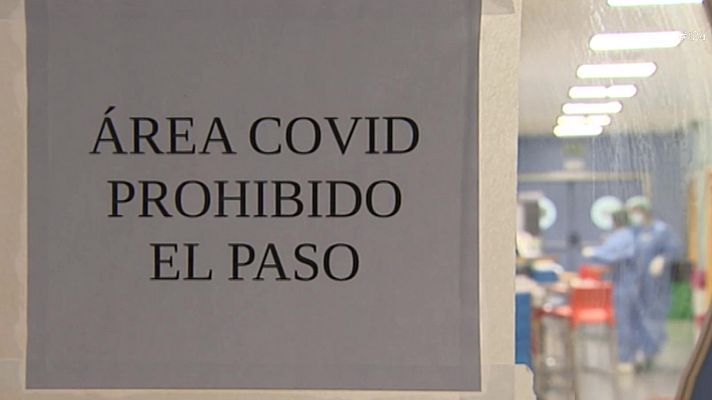 ÁREA COVID
PROHIBIDO
EL PASO